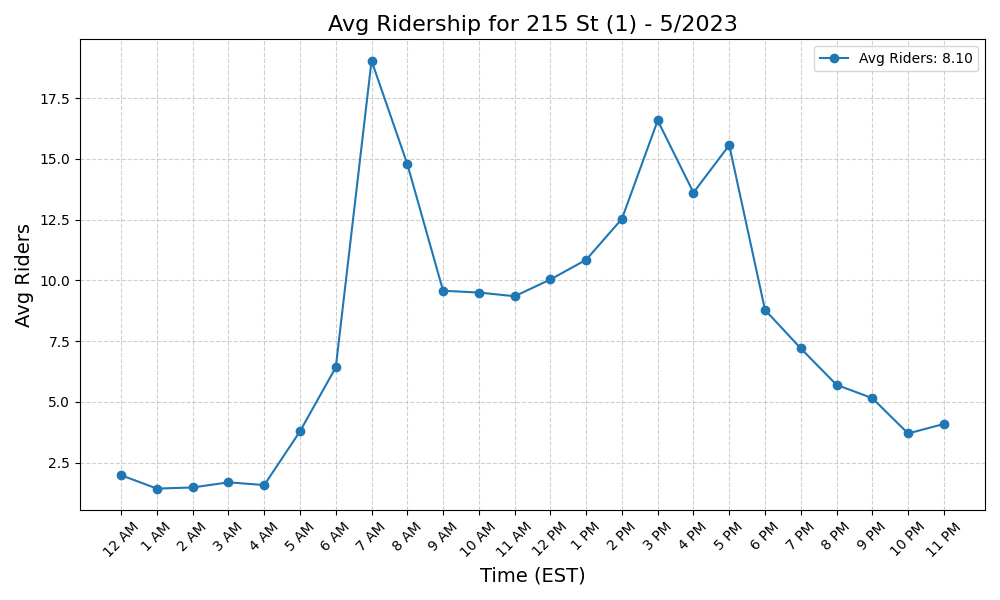 Avg Ridership for 215 St (1) - 5/2023
Avg Riders: 8.10
Avg Riders
17.5
15.0
12.5
10.0
7.5
5.0
2.5
12 AM
1 AM
2 AM
3 AM
4 AM
5 AM
6 AM
7 AM
8 AM
9 AM
10 AM
11 AM
12 PM
1 PM
2 PM
3 PM
4 PM
5 PM
6 PM
7 PM
8 PM
9 PM
10 PM
11 PM
Time (EST)